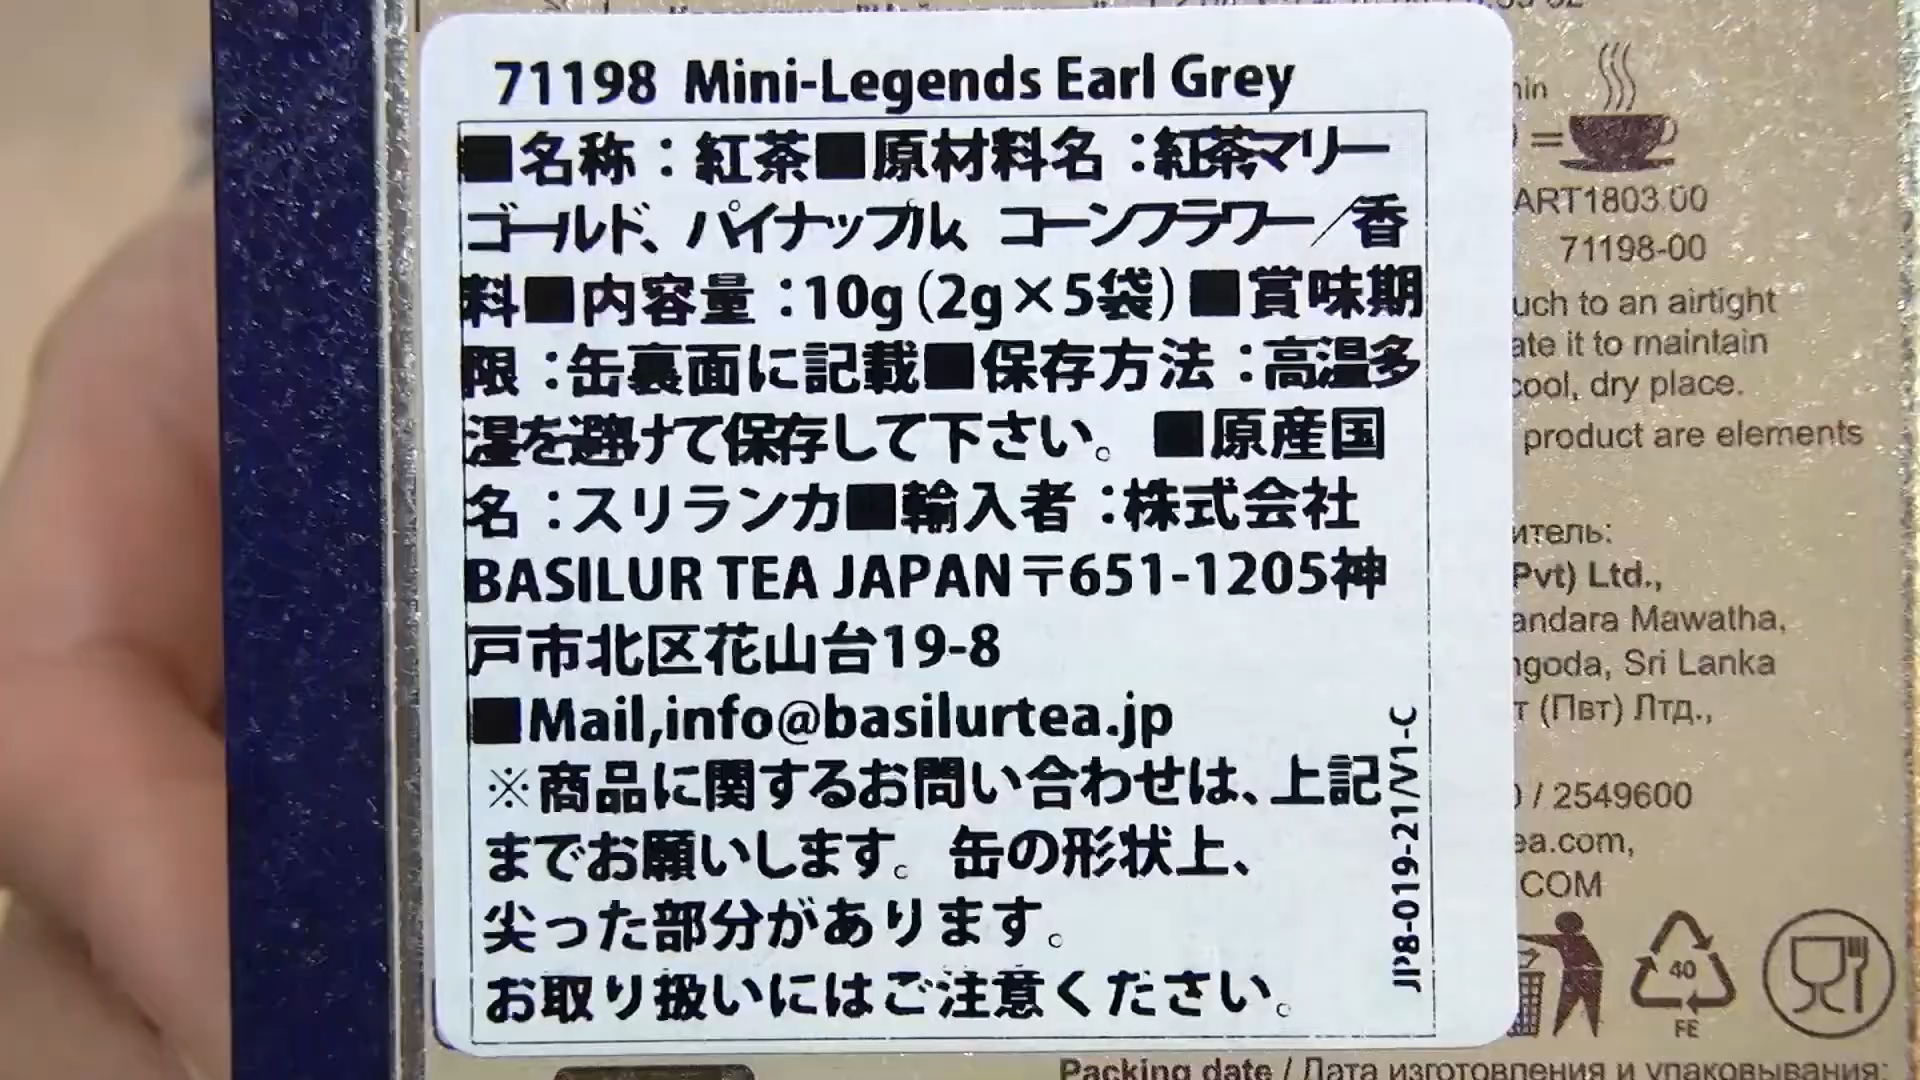 71198 Mini-Legends Earl Grey
■名称：紅茶■原材料名：紅茶、マリー
ゴールド、パイナップル、コーンフラワー／香
料■内容量：10g（2g×5袋）■賞味期
限：缶裏面に記載■保存方法：高温多
湿を避けて保存して下さい。■原産国
名：スリランカ■輸入者：株式会社
BASILUR TEA JAPAN〒651-1205神
戸市北区花山台19-8
■Mail,info@basilurtea.jp
※商品に関するお問い合わせは、上記
までお願いします。缶の形状上、
尖った部分があります。
お取り扱いにはご注意ください。
JP8-019-21/V1-C
ART1803.00
71198-00
to an airtight
it to maintain
cool, dry place.
product are elements
Pvt) Ltd.,
Mawatha,
Sri Lanka
(Пвт) Лтд.,
/ 2549600
40
FE
Packing date / Дата изготовления и упаковывания: